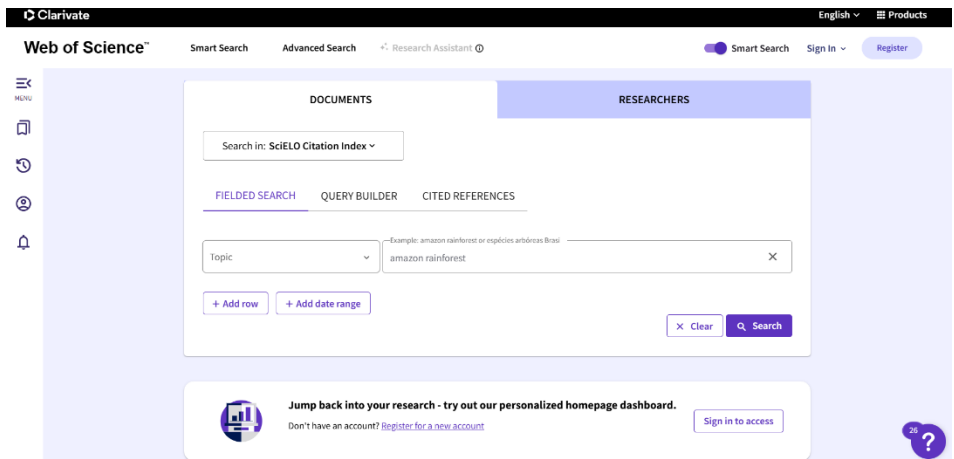 Clarivate
English
Products
Web of Science™
Smart Search
Advanced Search
Research Assistant
Smart Search
Sign In
Register
MENU
DOCUMENTS
RESEARCHERS
Search in: SciELO Citation Index
FIELDED SEARCH
QUERY BUILDER
CITED REFERENCES
Example: amazon rainforest or espécies arbóreas Brasi
Topic
amazon rainforest
+ Add row
+ Add date range
× Clear
Search
Jump back into your research - try out our personalized homepage dashboard.
Don't have an account? Register for a new account
Sign in to access
26
?